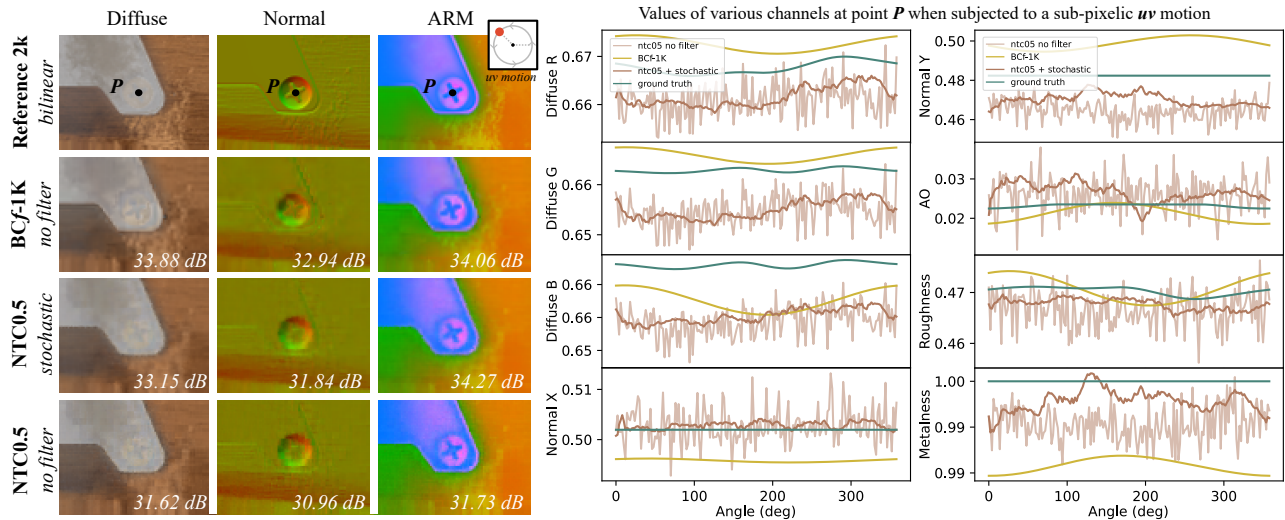 Diffuse
Normal
ARM
uv motion
Reference 2k
bilinear
P
P
P
BCf-1K
no filter
33.88 dB
32.94 dB
34.06 dB
NTC0.5
stochastic
33.15 dB
31.84 dB
34.27 dB
NTC0.5
no filter
31.62 dB
30.96 dB
31.73 dB
Values of various channels at point P when subjected to a sub-pixelic uv motion
Diffuse R
0.67
0.66
ntc05 no filter
BCf-1K
ntc05 + stochastic
ground truth
Diffuse G
0.66
0.65
Diffuse B
0.66
0.66
0.65
Normal X
0.51
0.50
0
100
200
300
Angle (deg)
Normal Y
0.50
0.48
0.46
ntc05 no filter
BCf-1K
ntc05 + stochastic
ground truth
AO
0.03
0.02
Roughness
0.47
0.46
Metalness
1.00
0.99
0.99
0
100
200
300
Angle (deg)